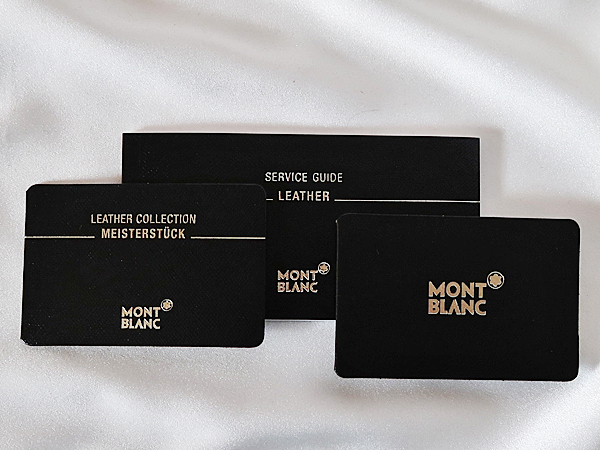 SERVICE GUIDE
LEATHER
MONT
BLANC
LEATHER COLLECTION
MEISTERSTÜCK
MONT
BLANC
MONT
BLANC